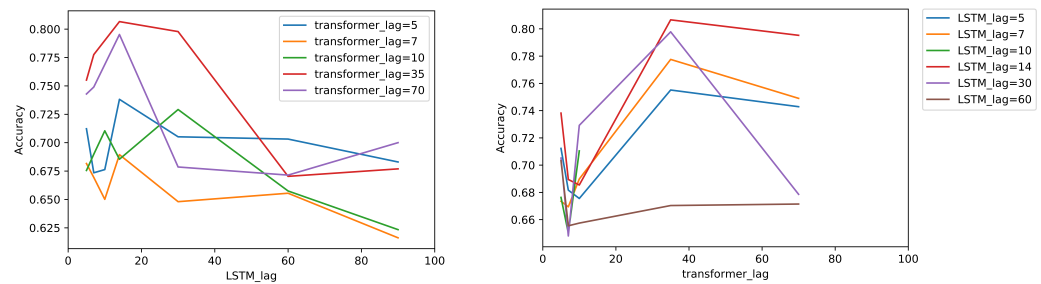 0.800
0.775
0.750
0.725
0.700
0.675
0.650
0.625
Accuracy
0 20 40 60 80 100
LSTM_lag
transformer_lag=5
transformer_lag=7
transformer_lag=10
transformer_lag=35
transformer_lag=70
0.80
0.78
0.76
0.74
0.72
0.70
0.68
0.66
Accuracy
0 20 40 60 80 100
transformer_lag
LSTM_lag=5
LSTM_lag=7
LSTM_lag=10
LSTM_lag=14
LSTM_lag=30
LSTM_lag=60